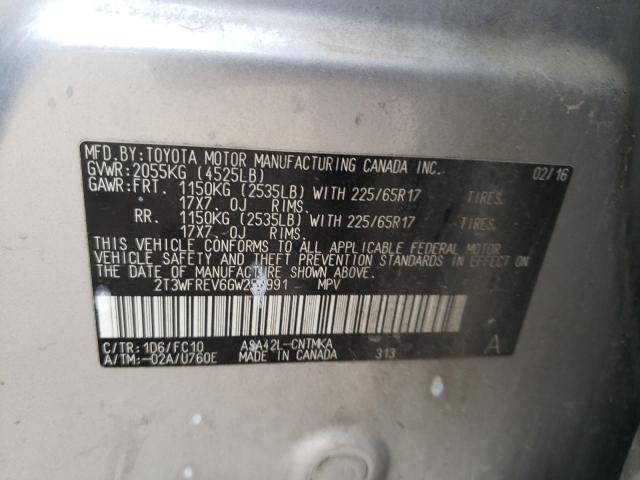 MFD.BY:TOYOTA MOTOR MANUFACTURING CANADA INC. 02/16
GVWR:2055KG (4525LB)
GAWR:FRT. 1150KG (2535LB) WITH 225/65R17 TIRES.
17X7.0J RIMS.
RR. 1150KG (2535LB) WITH 225/65R17 TIRES.
17X7.0J RIMS.
THIS VEHICLE CONFORMS TO ALL APPLICABLE FEDERAL MOTOR
VEHICLE SAFETY AND THEFT PREVENTION STANDARDS IN EFFECT ON
THE DATE OF MANUFACTURE SHOWN ABOVE.
MPV
C/TR:1D6/FC10 ASA42L-CNTMKA
A/TM:-02A/U760E MADE IN CANADA 313 A